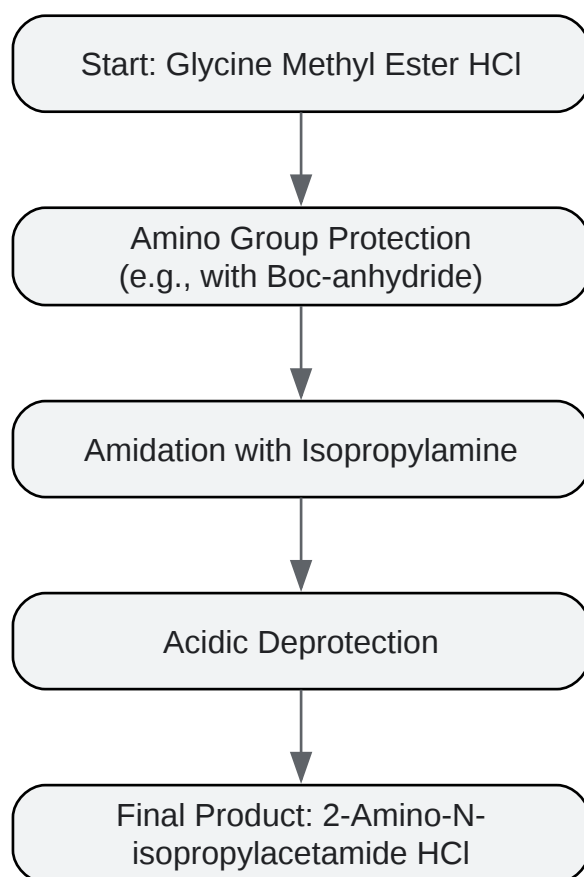 Start: Glycine Methyl Ester HCl
Amino Group Protection
(e.g., with Boc-anhydride)
Amidation with Isopropylamine
Acidic Deprotection
Final Product: 2-Amino-N-
isopropylacetamide HCl